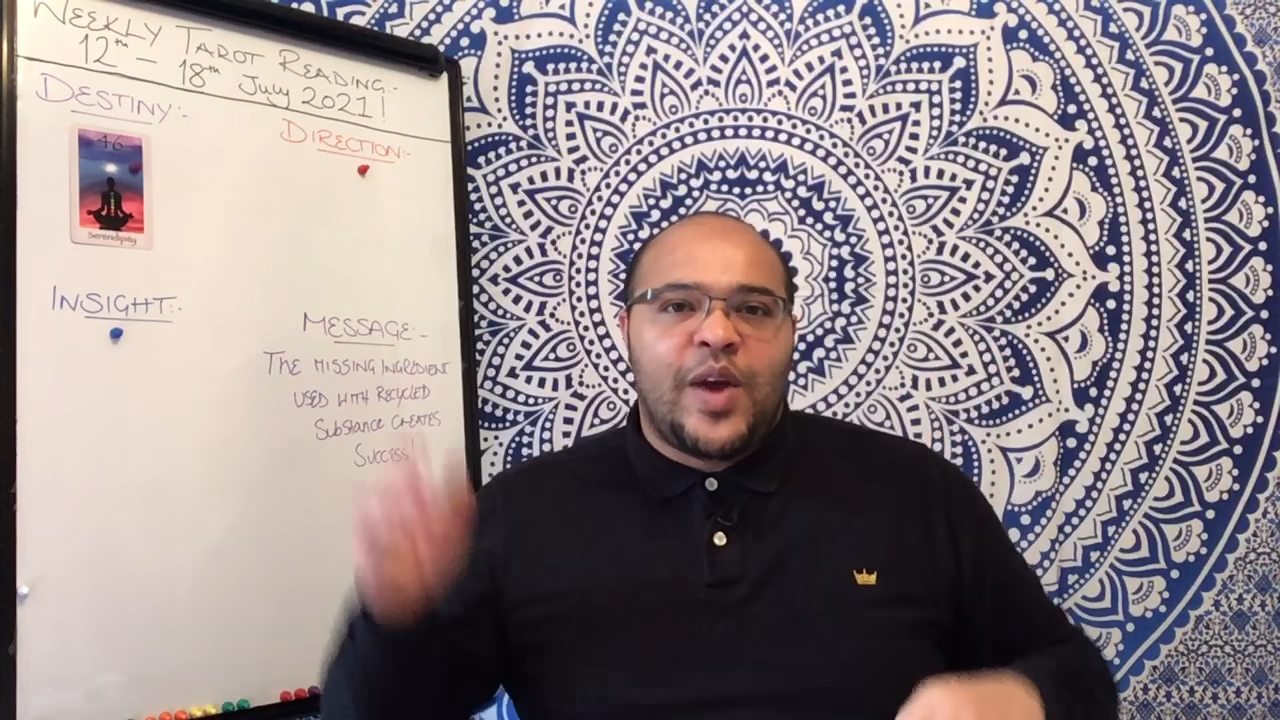 WEEKLY TAROT READING:-
12th - 18th July 2021!
DESTINY:-
46
Serendipity
DIRECTION:-
INSIGHT:-
MESSAGE:-
THE MISSING INGREDIENT
USED WITH RECYCLED
Substance CREATES
Success!